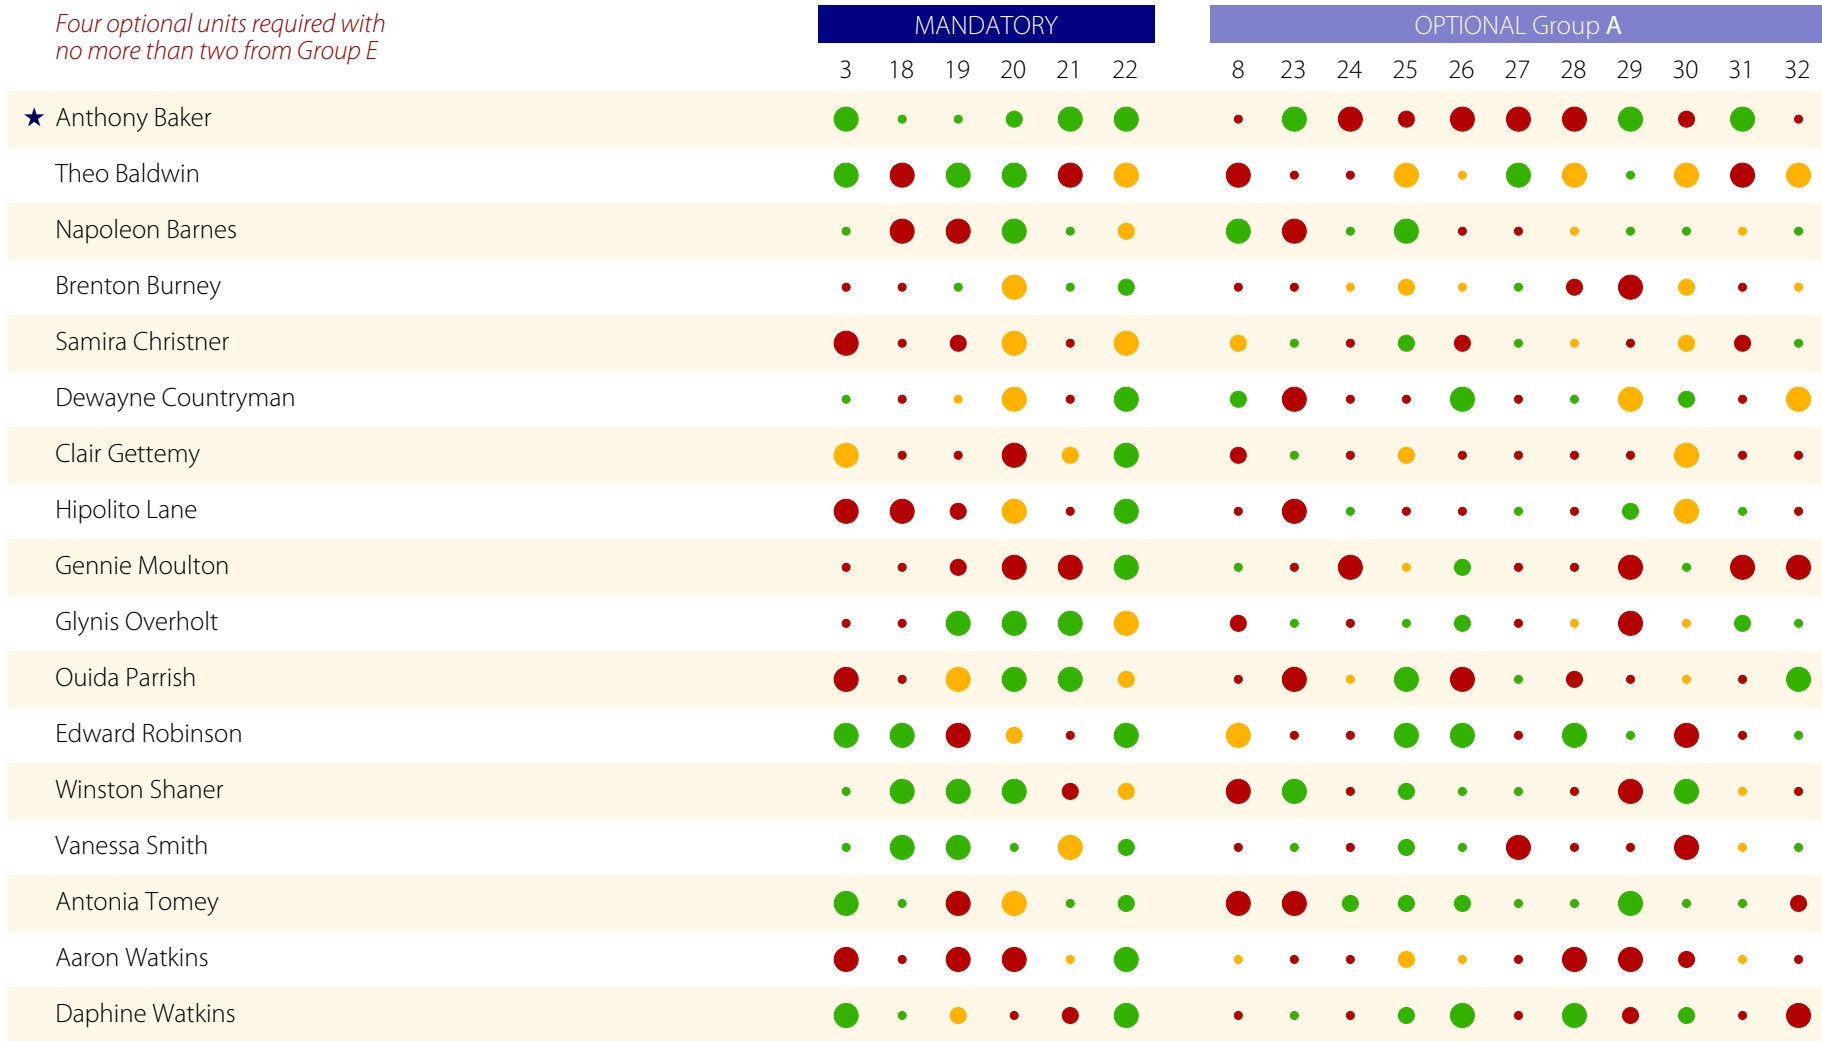 Four optional units required with
no more than two from Group E
MANDATORY
OPTIONAL Group A
3 18 19 20 21 22 8 23 24 25 26 27 28 29 30 31 32
★ Anthony Baker
Theo Baldwin
Napoleon Barnes
Brenton Burney
Samira Christner
Dewayne Countryman
Clair Gettemy
Hipolito Lane
Gennie Moulton
Glynis Overholt
Ouida Parrish
Edward Robinson
Winston Shaner
Vanessa Smith
Antonia Tomey
Aaron Watkins
Daphine Watkins